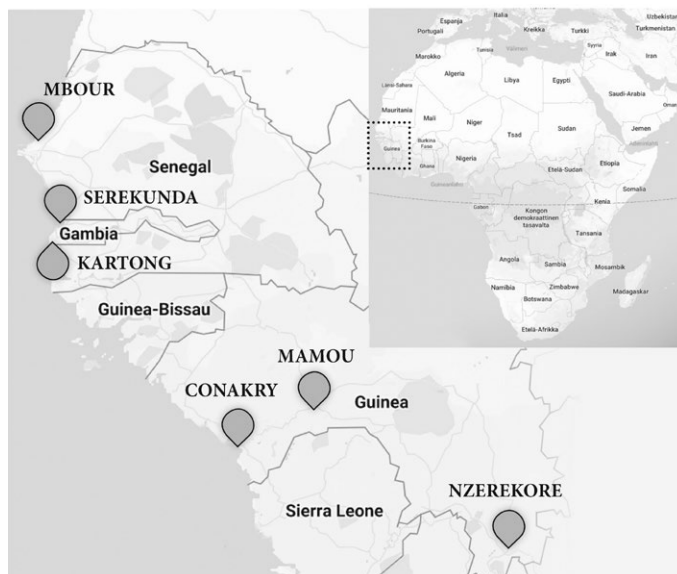 MBOUR
Senegal
SEREKUNDA
Gambia
KARTONG
Guinea-Bissau
MAMOU
CONAKRY
Guinea
NZEREKORE
Sierra Leone
Espanja
Portugali
Italia
Kreikka
Turkki
Uzbekistan
Turkmenistan
Tunisia
Syyria
Marokko
Irak
Iran
Algeria
Libya
Egypti
Länsi-Sahara
Saudi-Arabia
Oman
Mauritania
Mali
Niger
Tsad
Sudan
Jemen
Burkina
Faso
Guinea
Ghana
Nigeria
Etelä-Sudan
Etiopia
Somalia
Gabon
Kenia
Kongon
demokraattinen
tasavalta
Tansania
Angola
Sambia
Mosambik
Namibia
Zimbabwe
Botswana
Madagaskar
Etelä-Afrikka